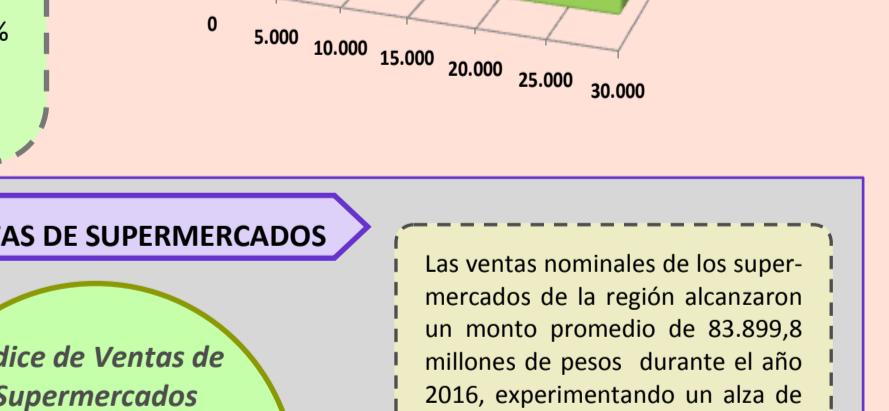 %
0
5.000
10.000
15.000
20.000
25.000
30.000
DE SUPERMERCADOS
de Ventas de
Supermercados
Las ventas nominales de los super-
mercados de la región alcanzaron
un monto promedio de 83.899,8
millones de pesos durante el año
2016, experimentando un alza de